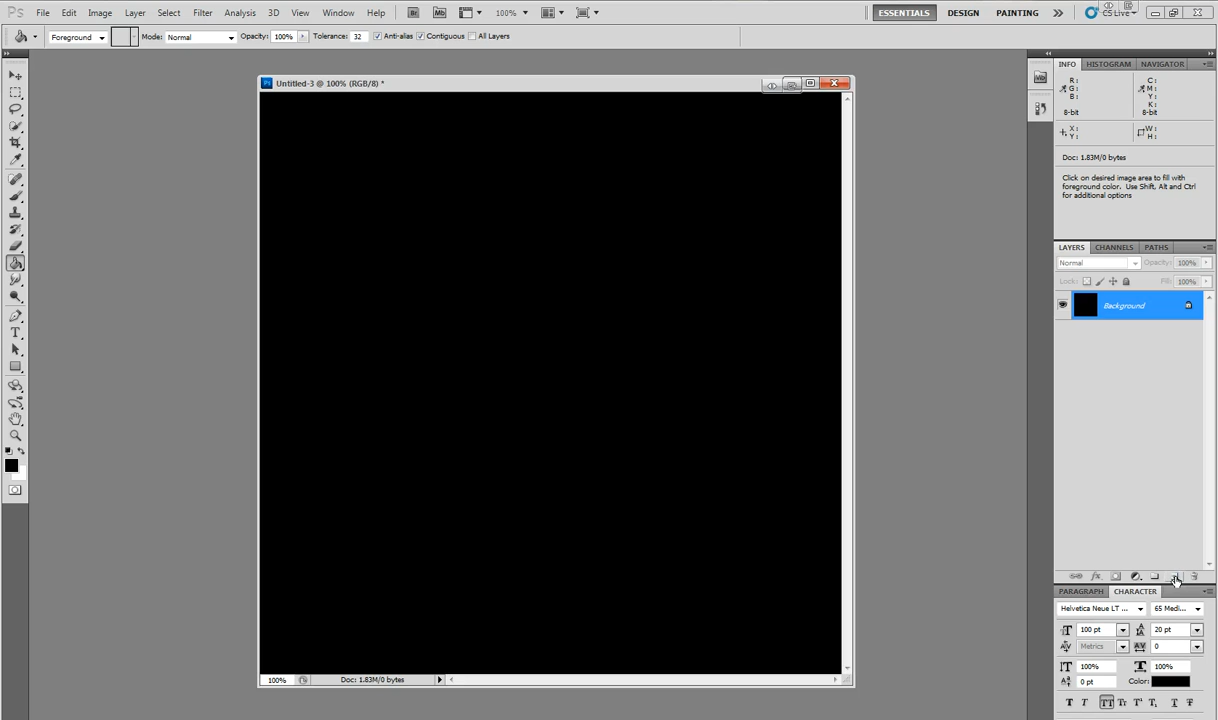 Ps File Edit Image Layer Select Filter Analysis 3D View Window Help Br Mb 100% ESSENTIALS DESIGN PAINTING CS Live
Foreground Mode: Normal Opacity: 100% Tolerance: 32 Anti-alias Contiguous All Layers
Untitled-3 @ 100% (RGB/8) *
INFO HISTOGRAM NAVIGATOR
R: C:
G: M:
B: Y:
K:
8-bit 8-bit
X: W:
Y: H:
Doc: 1.83M/0 bytes
Click on desired image area to fill with
foreground color. Use Shift, Alt and Ctrl
for additional options
LAYERS CHANNELS PATHS
Normal Opacity: 100%
Lock: Fill: 100%
Background
PARAGRAPH CHARACTER
Helvetica Neue LT ... 65 Medi...
100 pt 20 pt
Metrics 0
100% 100%
0 pt Color:
T T TT Tr T¹ T₁ T T
100% Doc: 1.83M/0 bytes